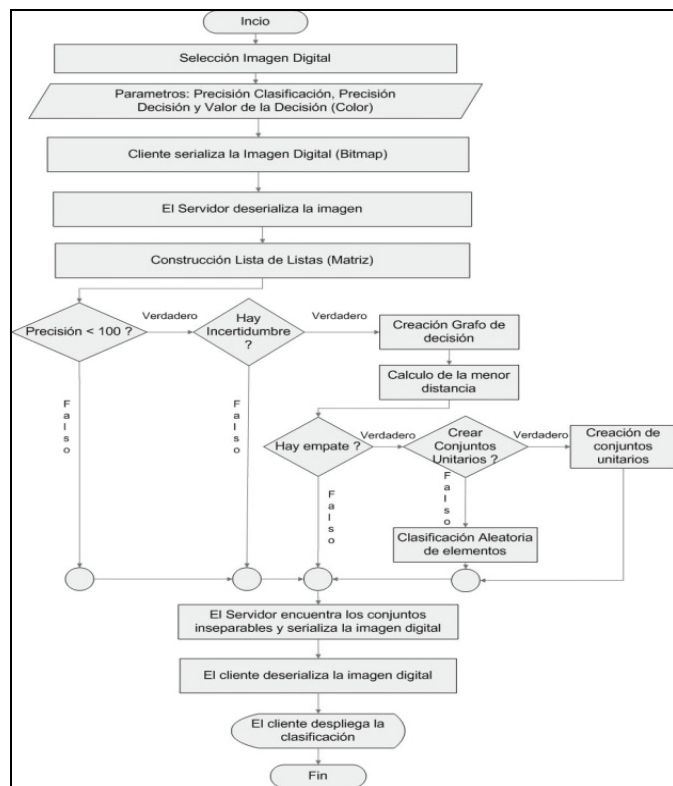 Incio
Selección Imagen Digital
Parametros: Precisión Clasificación, Precisión
Decisión y Valor de la Decisión (Color)
Cliente serializa la Imagen Digital (Bitmap)
El Servidor deserializa la imagen
Construcción Lista de Listas (Matriz)
Precisión < 100 ?
Verdadero
Hay
Incertidumbre
?
Verdadero
Creación Grafo de
decisión
Calculo de la menor
distancia
Falso
Falso
Hay empate ?
Verdadero
Crear
Conjuntos
Unitarios ?
Verdadero
Creación de
conjuntos
unitarios
Falso
Falso
Clasificación Aleatoria
de elementos
El Servidor encuentra los conjuntos
inseparables y serializa la imagen digital
El cliente deserializa la imagen digital
El cliente despliega la
clasificación
Fin